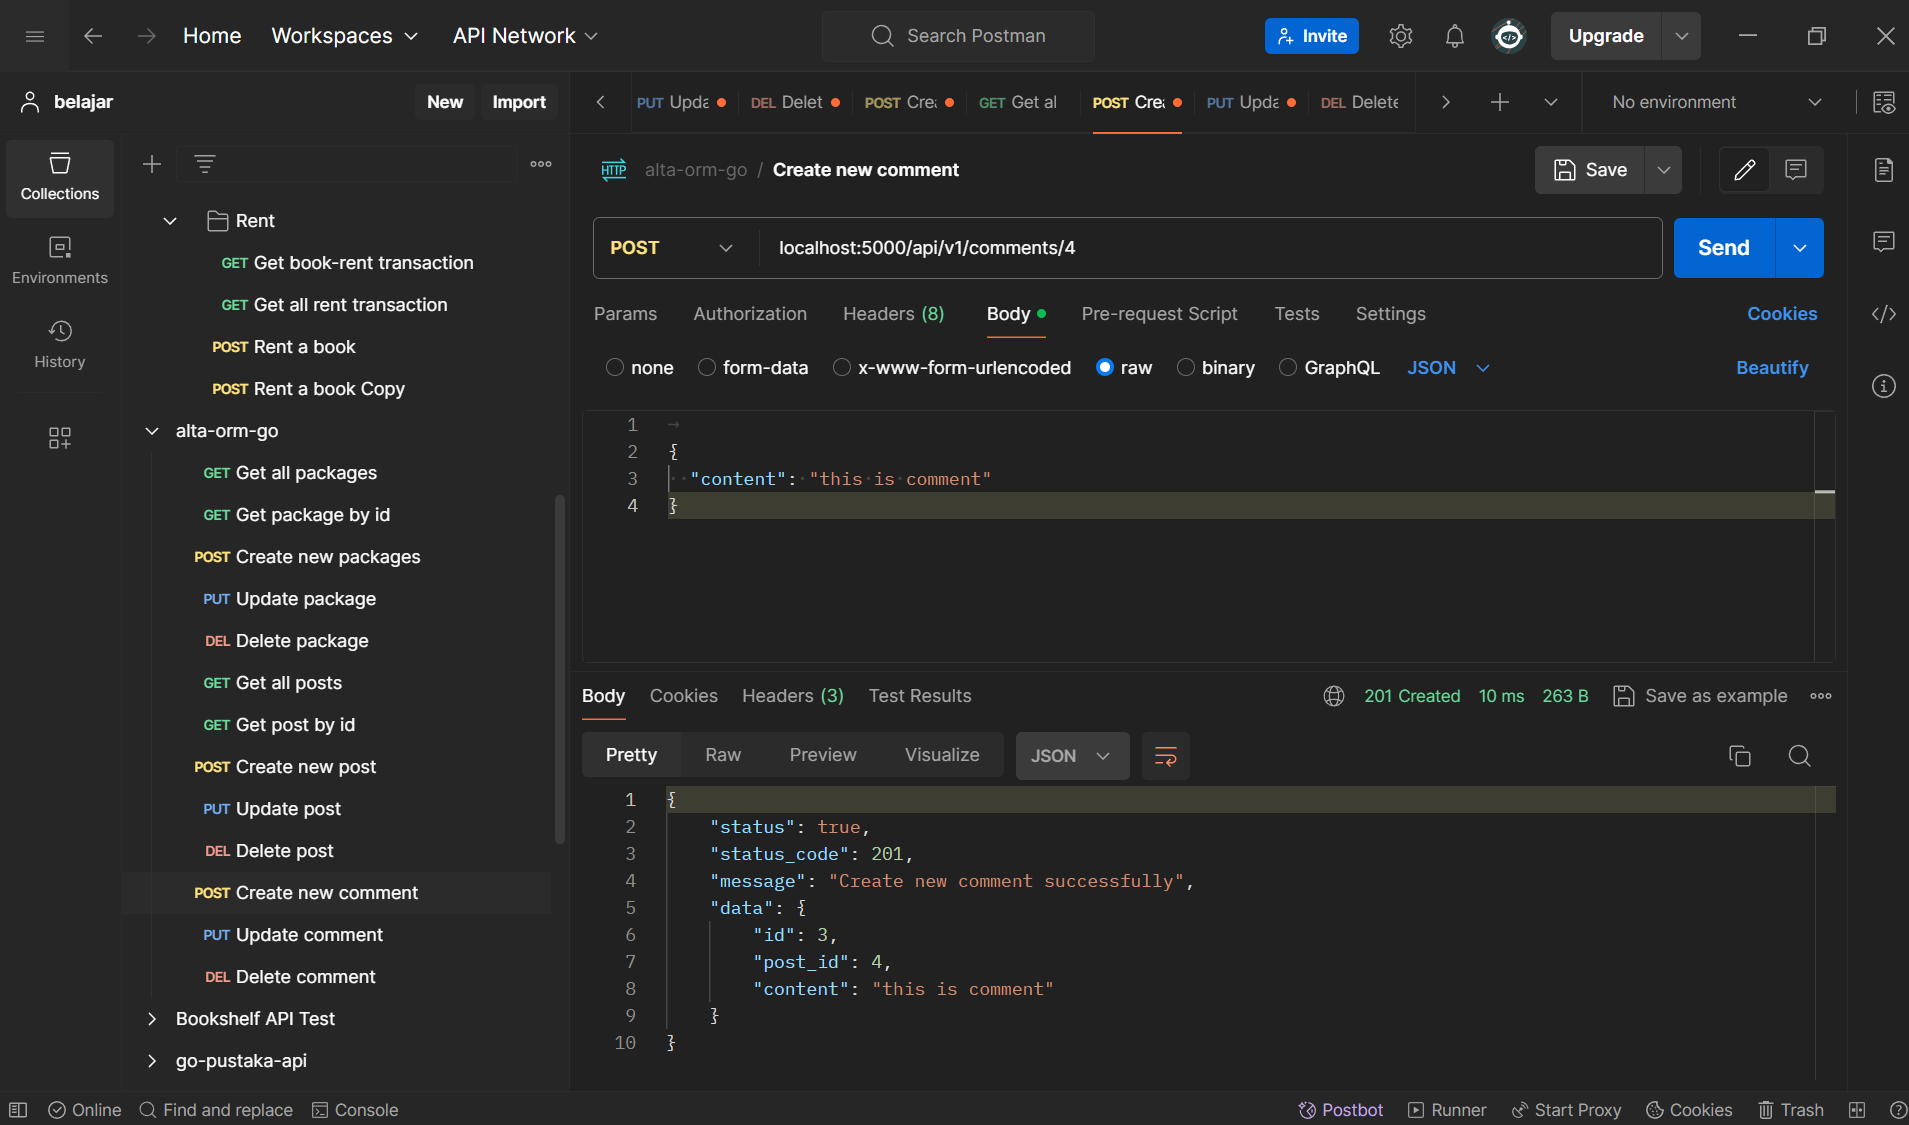 Home Workspaces API Network Search Postman Invite Upgrade
belajar New Import
PUT Upda DEL Delet POST Crea GET Get al POST Crea PUT Upda DEL Delete No environment
Collections
Environments
History
Rent
GET Get book-rent transaction
GET Get all rent transaction
POST Rent a book
POST Rent a book Copy
alta-orm-go
GET Get all packages
GET Get package by id
POST Create new packages
PUT Update package
DEL Delete package
GET Get all posts
GET Get post by id
POST Create new post
PUT Update post
DEL Delete post
POST Create new comment
PUT Update comment
DEL Delete comment
Bookshelf API Test
go-pustaka-api
HTTP alta-orm-go / Create new comment Save
POST localhost:5000/api/v1/comments/4 Send
Params Authorization Headers (8) Body Pre-request Script Tests Settings Cookies
none form-data x-www-form-urlencoded raw binary GraphQL JSON Beautify
1
2 {
3 "content": "this is comment"
4 }
Body Cookies Headers (3) Test Results 201 Created 10 ms 263 B Save as example
Pretty Raw Preview Visualize JSON
1 {
2 "status": true,
3 "status_code": 201,
4 "message": "Create new comment successfully",
5 "data": {
6 "id": 3,
7 "post_id": 4,
8 "content": "this is comment"
9 }
10 }
Online Find and replace Console Postbot Runner Start Proxy Cookies Trash